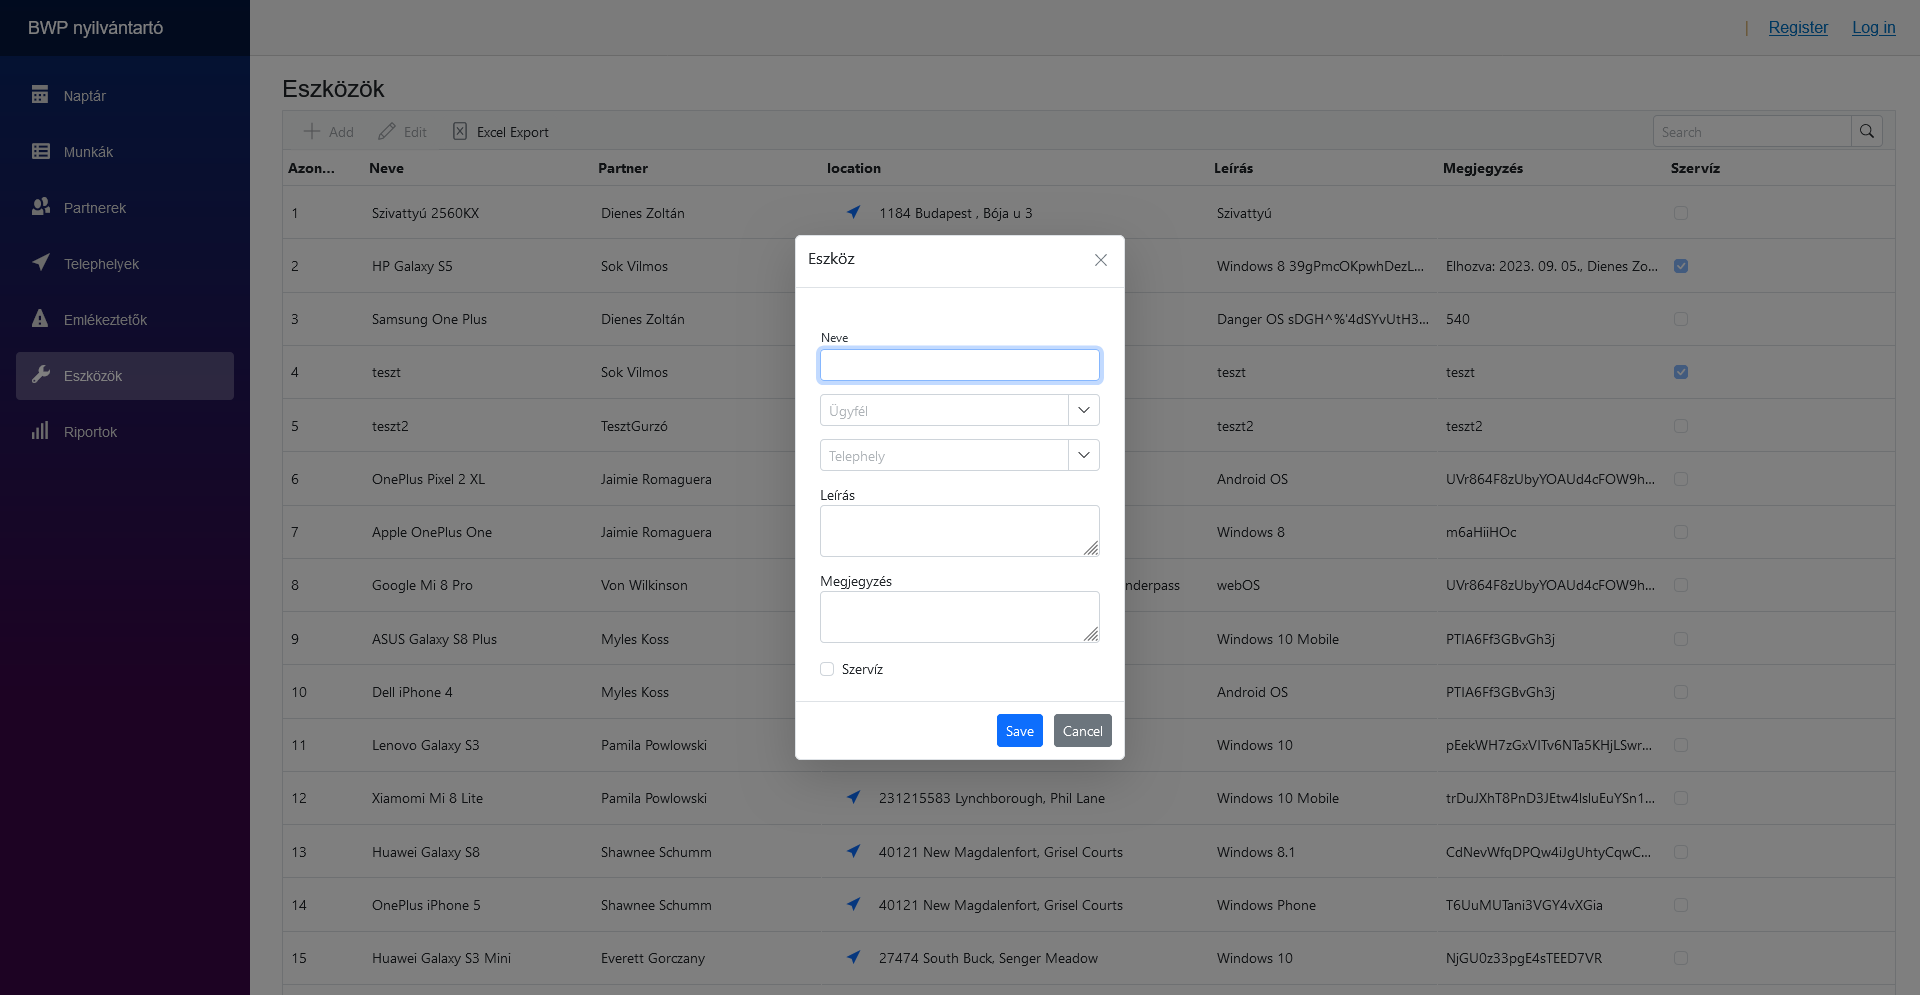 BWP nyilvántartó
Register Log in
Naptár
Munkák
Partnerek
Telephelyek
Emlékeztetők
Eszközök
Riportok
Eszközök
Add Edit Excel Export Search
Azon... Neve Partner location Leírás Megjegyzés Szervíz
1 Szivattyú 2560KX Dienes Zoltán 1184 Budapest , Bója u 3 Szivattyú
2 HP Galaxy S5 Sok Vilmos Windows 8 39gPmcOKpwhDezL... Elhozva: 2023. 09. 05., Dienes Zo...
3 Samsung One Plus Dienes Zoltán Danger OS sDGH^%'4dSYvUtH3... 540
4 teszt Sok Vilmos teszt teszt
5 teszt2 TesztGurzó teszt2 teszt2
6 OnePlus Pixel 2 XL Jaimie Romaguera Android OS UVr864F8zUbyYOAUd4cFOW9h...
7 Apple OnePlus One Jaimie Romaguera Windows 8 m6aHiiHOc
8 Google Mi 8 Pro Von Wilkinson nderpass webOS UVr864F8zUbyYOAUd4cFOW9h...
9 ASUS Galaxy S8 Plus Myles Koss Windows 10 Mobile PTIA6Ff3GBvGh3j
10 Dell iPhone 4 Myles Koss Android OS PTIA6Ff3GBvGh3j
11 Lenovo Galaxy S3 Pamila Powlowski Windows 10 pEekWH7zGxVITv6NTa5KHjLSwr...
12 Xiamomi Mi 8 Lite Pamila Powlowski 231215583 Lynchborough, Phil Lane Windows 10 Mobile trDuJXhT8PnD3JEtw4lsluEuYSn1...
13 Huawei Galaxy S8 Shawnee Schumm 40121 New Magdalenfort, Grisel Courts Windows 8.1 CdNevWfqDPQw4iJgUhtyCqwC...
14 OnePlus iPhone 5 Shawnee Schumm 40121 New Magdalenfort, Grisel Courts Windows Phone T6UuMUTani3VGY4vXGia
15 Huawei Galaxy S3 Mini Everett Gorczany 27474 South Buck, Senger Meadow Windows 10 NjGU0z33pgE4sTEED7VR
Eszköz
Neve
Ügyfél
Telephely
Leírás
Megjegyzés
Szervíz
Save Cancel